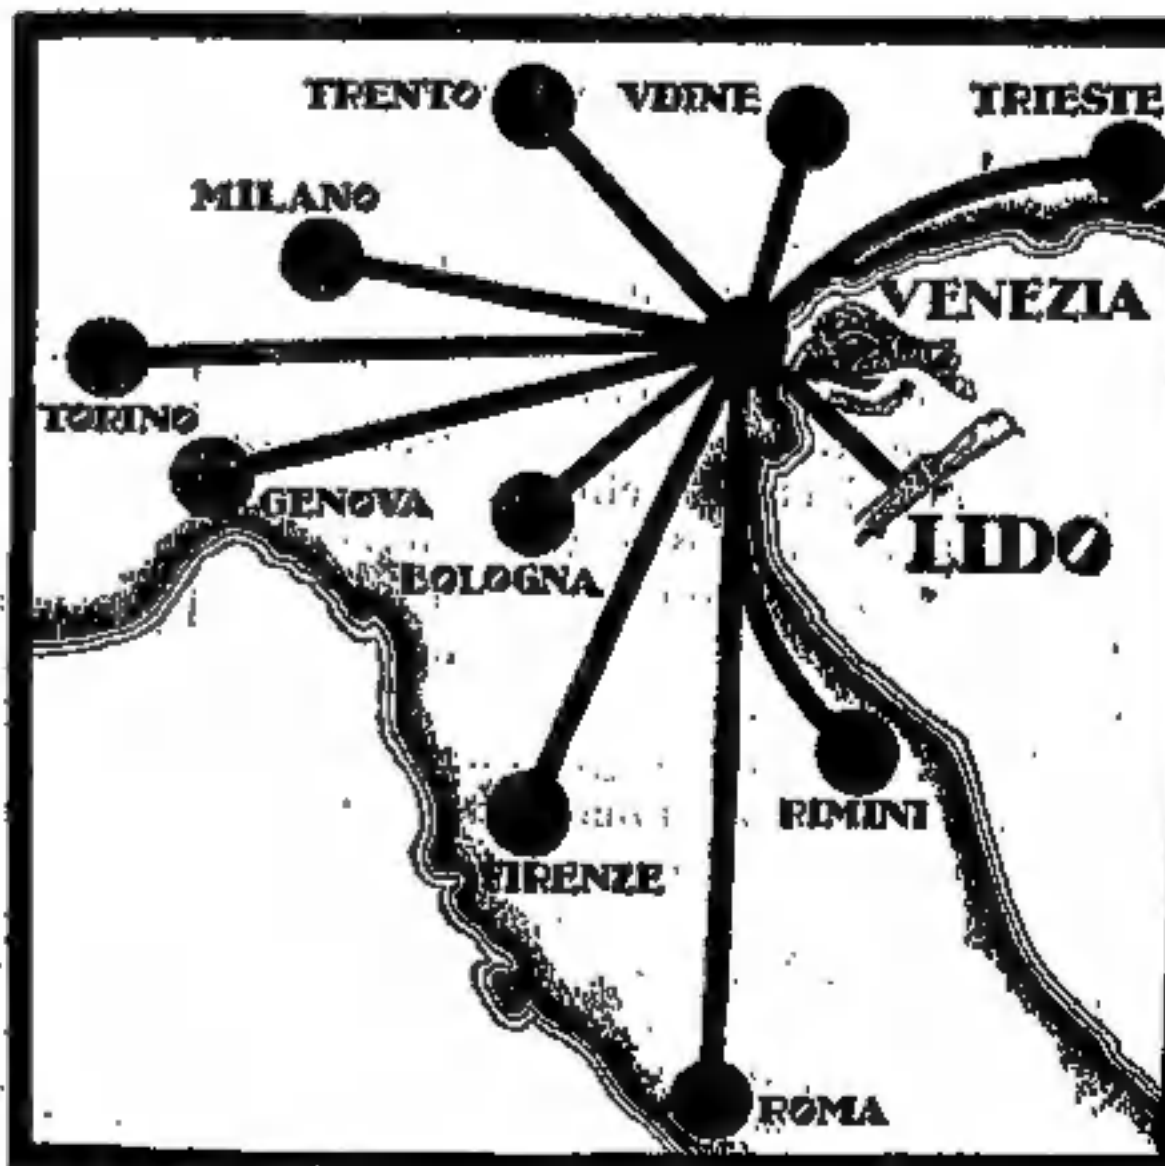 TRENTO
VDINE
TRIESTE
MILANO
VENEZIA
TORINO
GENOVA
LIDO
BOLOGNA
RIMINI
FIRENZE
ROMA